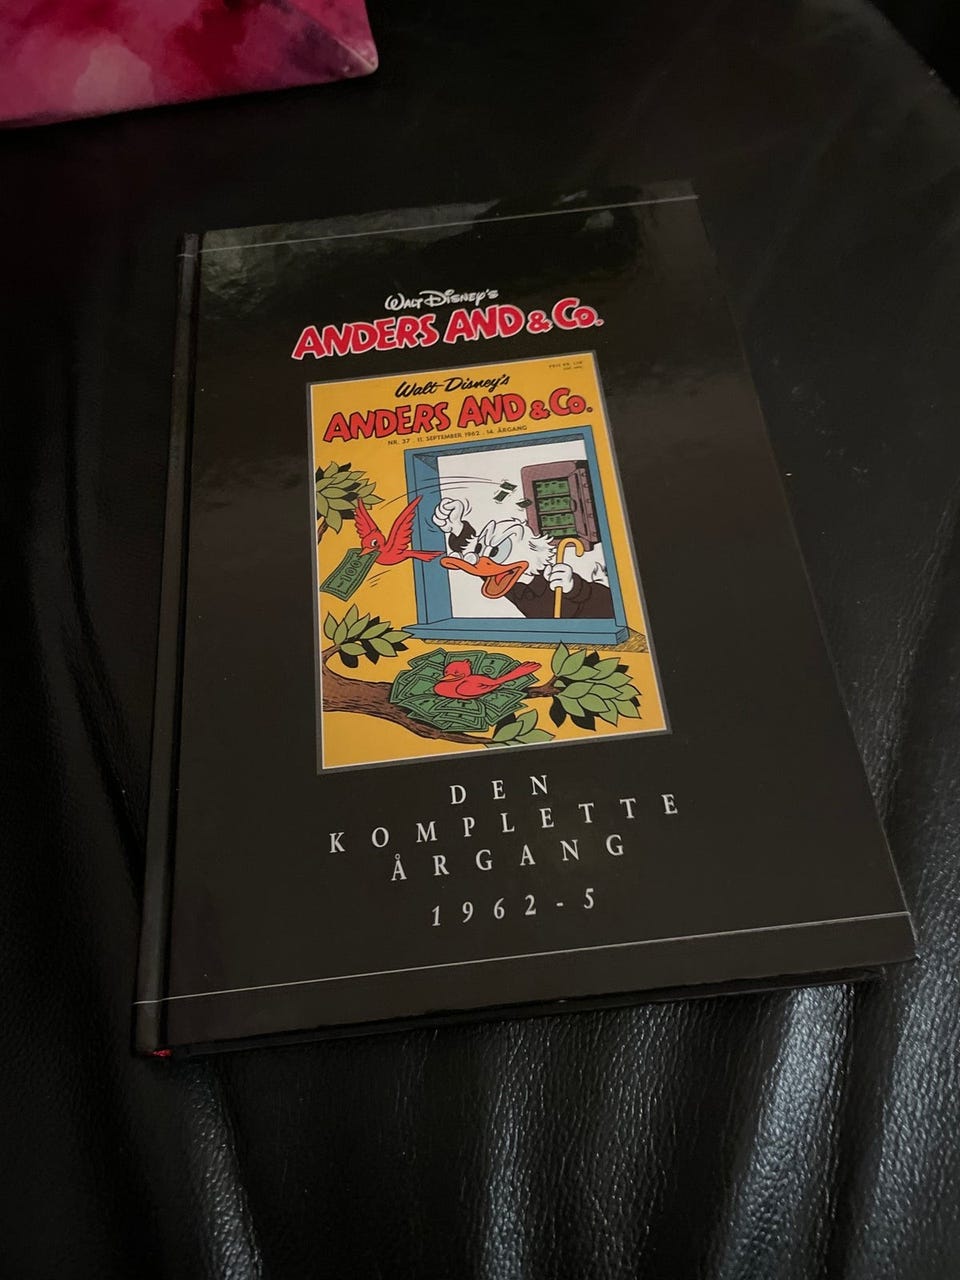 Walt Disney's
ANDERS AND & Co.
Walt Disney's
ANDERS AND & Co.
NR. 37 . 11. SEPTEMBER 1962 . 14. ÅRGANG
100
DEN
KOMPLETTE
ÅRGANG
1962-5